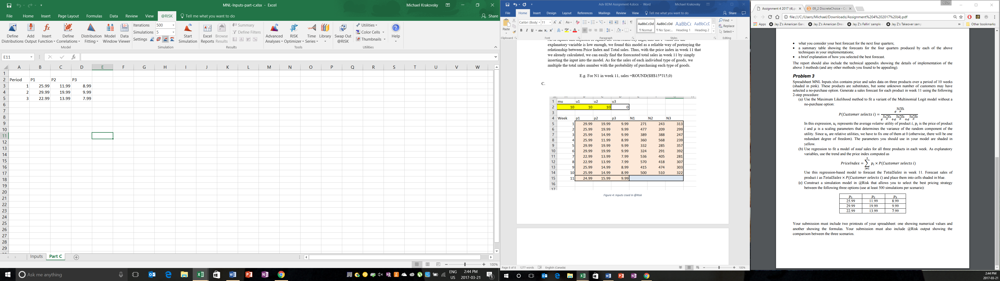 MNL-Inputs-part-c.xlsx - Excel
Michael Krakovsky
File Home Insert Page Layout Formulas Data Review View @RISK Tell me what you want to do Share
Define Distributions
Add Output
Insert Function
Define Correlations
Distribution Fitting
Model Window
Data Viewer
Model
Iterations 500
Simulations 5
Settings
Start Simulation
Simulation
Excel Reports
Browse Results
Summary
Define Filters
Results
Advanced Analyses
RISK Optimizer
Time Series
Library
Swap Out @RISK
Tools
Utilities
Color Cells
Thumbnails
Help
Utilities
E11
fx
A B C D E F G H I J K L M N O P Q R S T U V W
1
2 Period P1 P2 P3
3 1 25.99 11.99 8.99
4 2 29.99 19.99 9.99
5 3 22.99 13.99 7.99
6
7
8
9
10
11
12
13
14
15
16
17
18
19
20
21
22
23
24
25
26
27
28
29
Inputs Part C
100%
Ask me anything
ENG
US
2:44 PM
2017-03-21
Adv BDM Assignment 4.docx - Word
Michael Krakovsky
File Home Insert Design Layout References Mailings Review View Tell me what you want to do Share
Paste
Clipboard
Calibri (Body) 11
Font
Paragraph
AaBbCcDd AaBbCcDd AaBbCc AaBbCcE
¶ Normal ¶ No Spac... Heading 1 Heading 2
Styles
Find
Replace
Select
Editing
explanatory variable is low enough, we found this model as a reliable way of portraying the
relationship between Price Index and Total sales. Thus, with the price index in week 11 that
we already calculated, we can easily find the forecasted total sales in week 11 by simply
inserting the input into the model. As for the sales of each individual type of goods, we
multiple the total sales number with the probability of purchasing each type of goods.
E.g. For N1 in week 11, sales =ROUND($H$15*J15,0)
C.
1 mu u1 u2 u3
2 10 10 10 0
3
4 Week p1 p2 p3 N1 N2 N3
5 1 29.99 19.99 9.99 271 243 313
6 2 25.99 19.99 9.99 477 209 299
7 3 25.99 14.99 9.99 389 388 247
8 4 25.99 11.99 8.99 360 568 239
9 5 29.99 19.99 9.99 332 285 357
10 6 29.99 19.99 9.99 324 291 392
11 7 22.99 13.99 7.99 536 405 281
12 8 22.99 13.99 7.99 570 418 307
13 9 25.99 14.99 8.99 415 474 303
14 10 25.99 14.99 8.99 500 510 322
15 11 24.99 15.99 9.99
16
17
Figure 4: Inputs Used in @Risk
Page 8 of 8 1277 words English (Canada)
100%
Mike
Assignment 4 2017 (4).p
09_2 DiscreteChoice - C
file:///C:/Users/Michael/Downloads/Assignment%204%202017%20(4).pdf
Apps Jay Z's American Gan Jay Z's American Drea Jay Z's Fallin' sample Jay Z's Takeover samp » Other bookmarks
• what you consider your best forecast for the next four quarters;
• a summary table showing the forecasts for the four quarters produced by each of the above
techniques in your implementations;
• a brief explanation of how you selected the best forecast.
The report should also include the technical appendix showing the details of implementation of the
above 3 methods (and any other methods you found to be appealing).
Problem 3
Spreadsheet MNL Inputs.xlsx contains price and sales data on three products over a period of 10 weeks
(shaded in pink). These products are substitutes, but some unknown number of customers may have
selected a no-purchase option. Generate a sales forecast for each product in week 11 using the following
2-step procedure:
(a) Use the Maximum Likelihood method to fit a variant of the Multinomial Logit model without a
no-purchase option:
P(Customer selects i) = e^((u_i−p_i)/μ) / (e^((u_1−p_1)/μ)+e^((u_2−p_2)/μ)+e^((u_3−p_3)/μ))
In this expression, u_i represents the average relative utility of product i, p_i is the price of product
i and μ is a scaling parameters that determines the variance of the random component of the
utility. Since u_i are relative utilities, we have to fix one of them at 0 (otherwise, there will be one
redundant degree of freedom). The parameters you should use in your model are shaded in
yellow.
(b) Use regression to fit a model of total sales for all three products in each week. As explanatory
variables, use the trend and the price index computed as
PriceIndex = ∑_{i=1}^{3} p_i × P(Customer selects i)
Use this regression-based model to forecast the TotalSales in week 11. Forecast sales of
product i as TotalSales × P(Customer selects i) and place them into cells shaded in blue.
(c) Construct a simulation model in @Risk that allows you to select the best pricing strategy
between the following three options (use at least 500 simulations per scenario):
p1 p2 p3
25.99 11.99 8.99
29.99 19.99 9.99
22.99 13.99 7.99
Your submission must include two printouts of your spreadsheet: one showing numerical values and
another showing the formulas. Your submission must also include @Risk output showing the
comparison between the three scenarios.
2:44 PM
2017-03-21